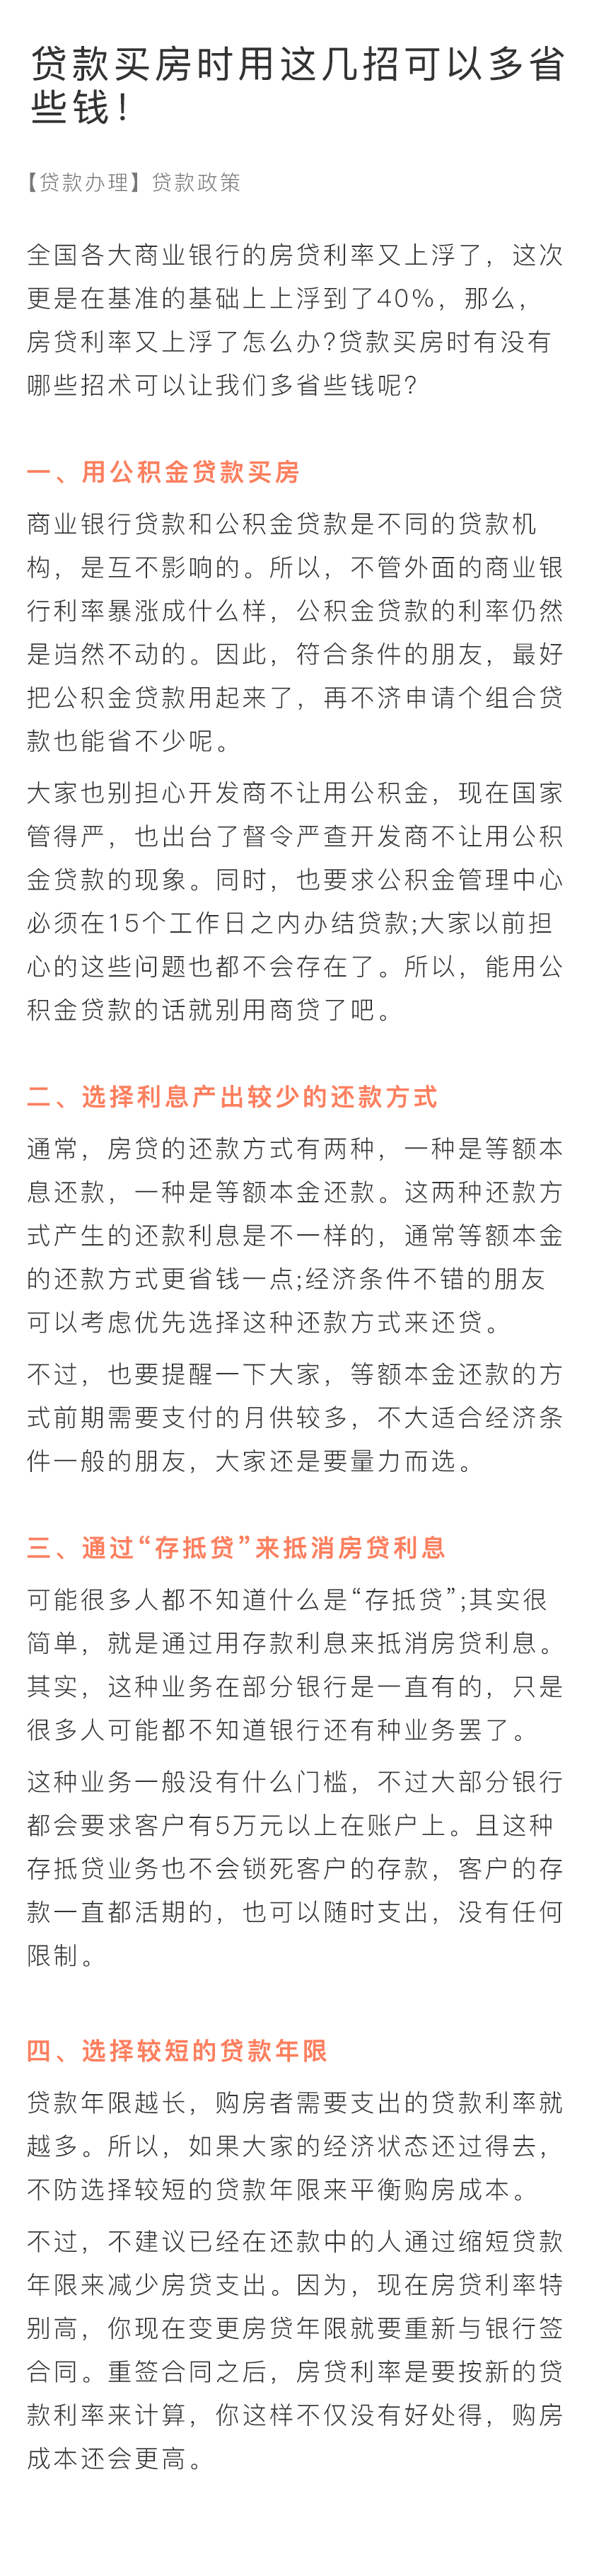 贷款买房时用这几招可以多省
些钱！
【贷款办理】贷款政策
全国各大商业银行的房贷利率又上浮了，这次
更是在基准的基础上上浮到了40%，那么，
房贷利率又上浮了怎么办?贷款买房时有没有
哪些招术可以让我们多省些钱呢?
一、用公积金贷款买房
商业银行贷款和公积金贷款是不同的贷款机
构，是互不影响的。所以，不管外面的商业银
行利率暴涨成什么样，公积金贷款的利率仍然
是岿然不动的。因此，符合条件的朋友，最好
把公积金贷款用起来了，再不济申请个组合贷
款也能省不少呢。
大家也别担心开发商不让用公积金，现在国家
管得严，也出台了督令严查开发商不让用公积
金贷款的现象。同时，也要求公积金管理中心
必须在15个工作日之内办结贷款;大家以前担
心的这些问题也都不会存在了。所以，能用公
积金贷款的话就别用商贷了吧。
二、选择利息产出较少的还款方式
通常，房贷的还款方式有两种，一种是等额本
息还款，一种是等额本金还款。这两种还款方
式产生的还款利息是不一样的，通常等额本金
的还款方式更省钱一点;经济条件不错的朋友
可以考虑优先选择这种还款方式来还贷。
不过，也要提醒一下大家，等额本金还款的方
式前期需要支付的月供较多，不大适合经济条
件一般的朋友，大家还是要量力而选。
三、通过“存抵贷”来抵消房贷利息
可能很多人都不知道什么是“存抵贷”;其实很
简单，就是通过用存款利息来抵消房贷利息。
其实，这种业务在部分银行是一直有的，只是
很多人可能都不知道银行还有种业务罢了。
这种业务一般没有什么门槛，不过大部分银行
都会要求客户有5万元以上在账户上。且这种
存抵贷业务也不会锁死客户的存款，客户的存
款一直都活期的，也可以随时支出，没有任何
限制。
四、选择较短的贷款年限
贷款年限越长，购房者需要支出的贷款利率就
越多。所以，如果大家的经济状态还过得去，
不防选择较短的贷款年限来平衡购房成本。
不过，不建议已经在还款中的人通过缩短贷款
年限来减少房贷支出。因为，现在房贷利率特
别高，你现在变更房贷年限就要重新与银行签
合同。重签合同之后，房贷利率是要按新的贷
款利率来计算，你这样不仅没有好处得，购房
成本还会更高。